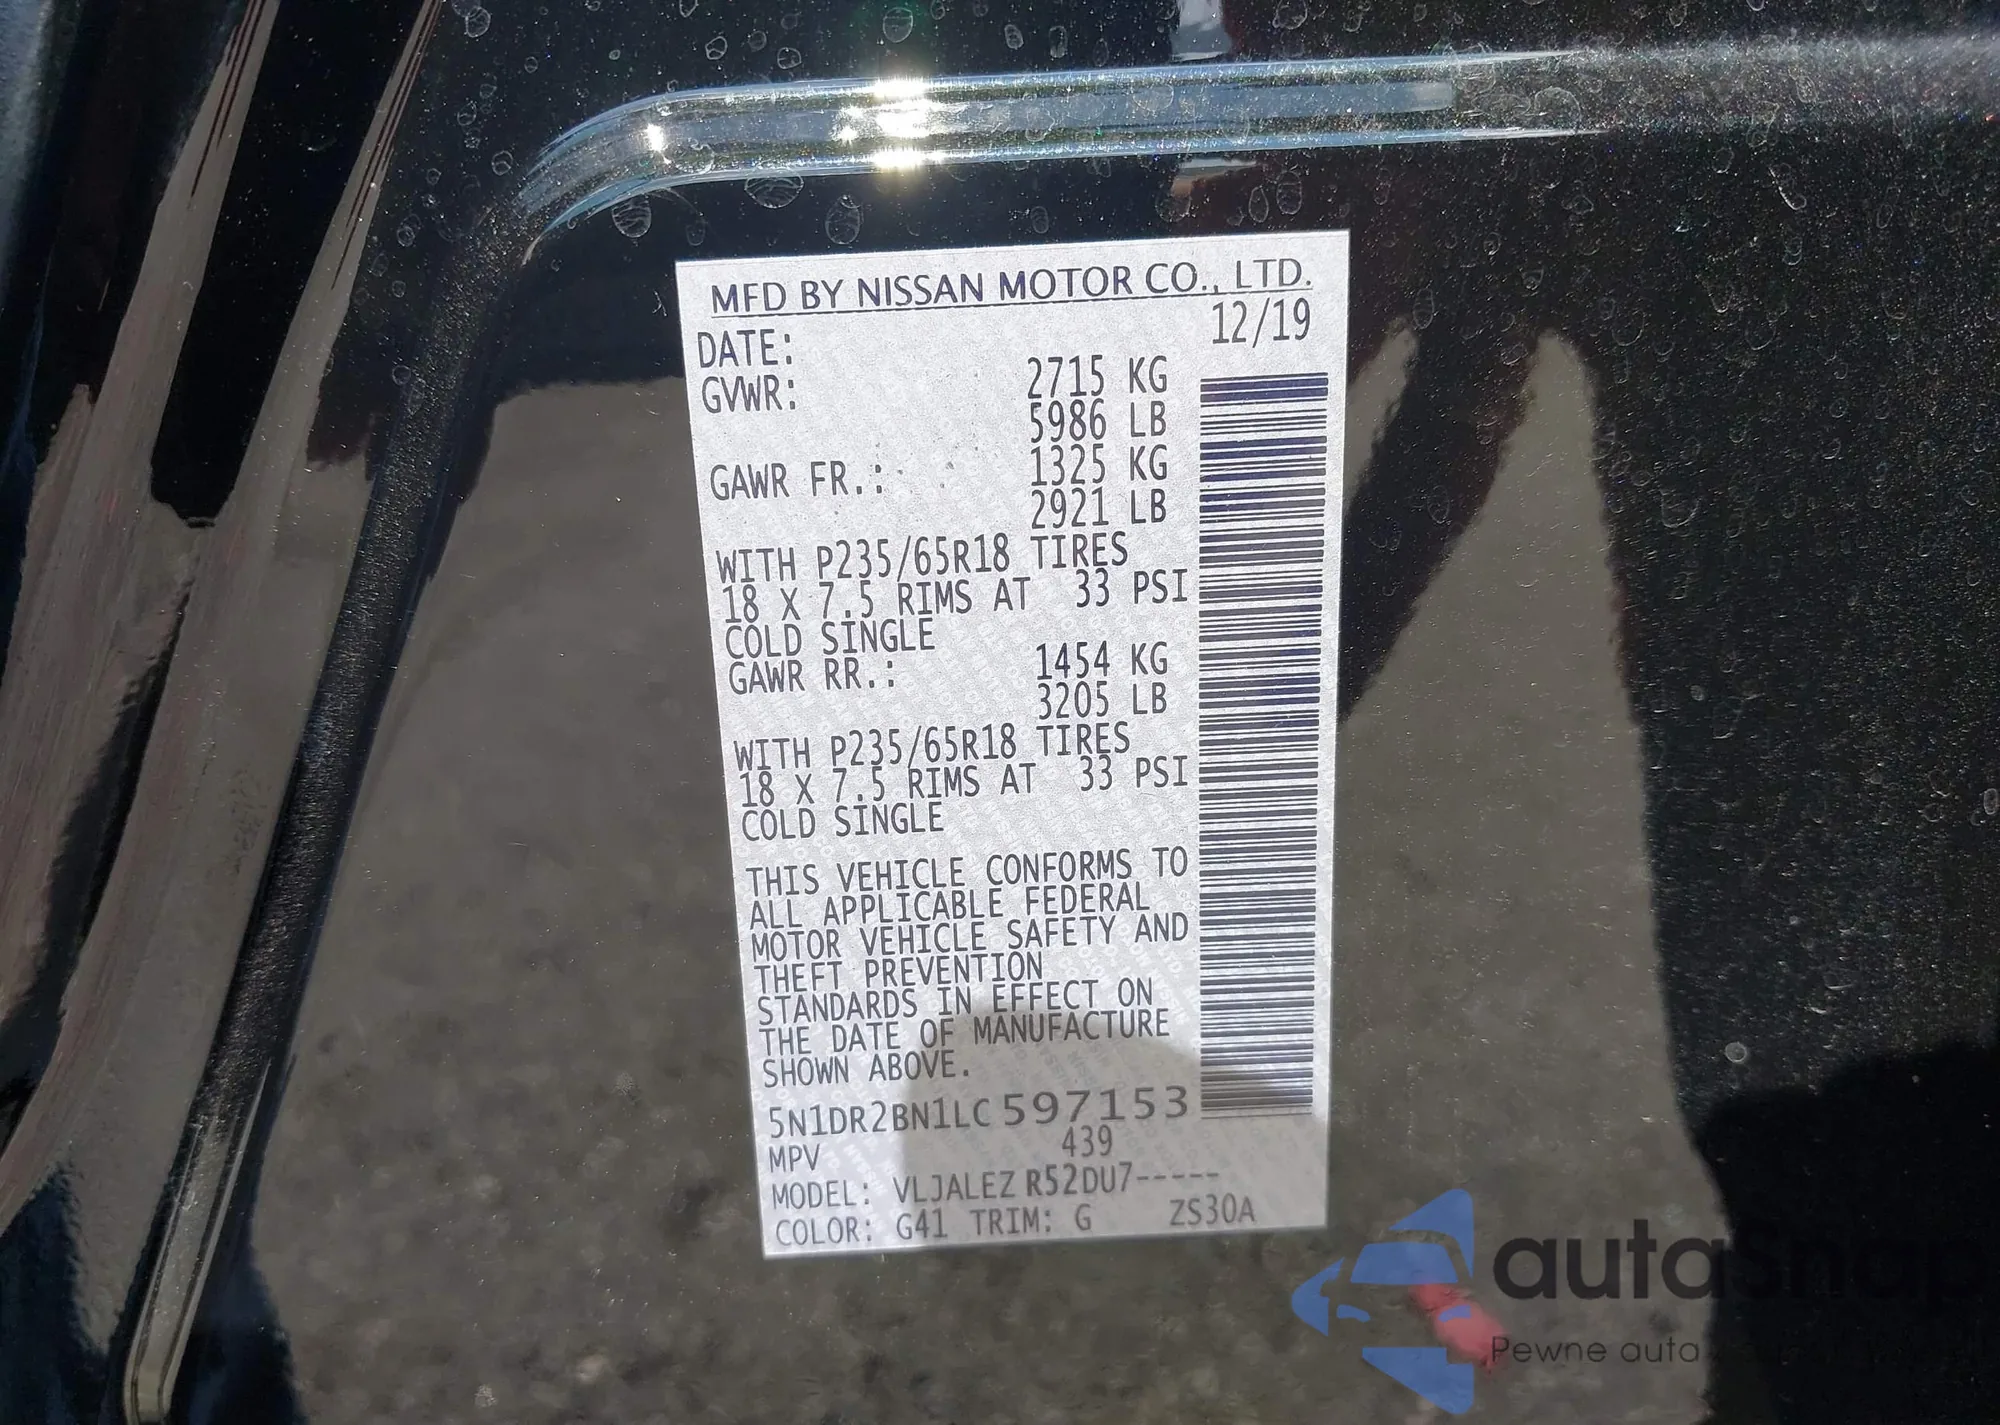 MFD BY NISSAN MOTOR CO., LTD.
DATE: 12/19
GVWR: 2715 KG
5986 LB
GAWR FR.: 1325 KG
2921 LB
WITH P235/65R18 TIRES
18 X 7.5 RIMS AT 33 PSI
COLD SINGLE
GAWR RR.: 1454 KG
3205 LB
WITH P235/65R18 TIRES
18 X 7.5 RIMS AT 33 PSI
COLD SINGLE
THIS VEHICLE CONFORMS TO
ALL APPLICABLE FEDERAL
MOTOR VEHICLE SAFETY AND
THEFT PREVENTION
STANDARDS IN EFFECT ON
THE DATE OF MANUFACTURE
SHOWN ABOVE.
5N1DR2BN1LC597153
MPV 439
MODEL: VLJALEZ R52DU7-----
COLOR: G41 TRIM: G ZS30A
autasnap
Pewne auta